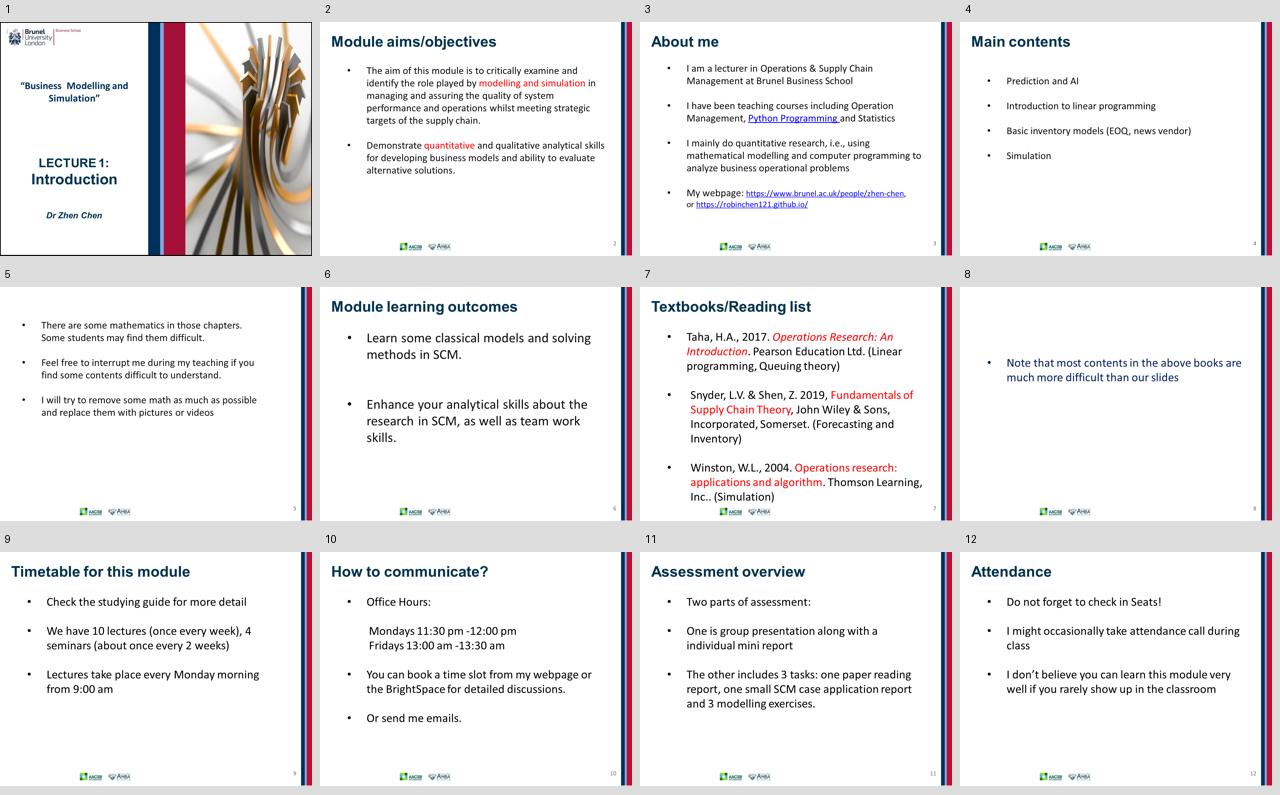 1
Brunel
University
London
Business School
“Business Modelling and
Simulation”
LECTURE 1:
Introduction
Dr Zhen Chen
2
Module aims/objectives
• The aim of this module is to critically examine and
identify the role played by modelling and simulation in
managing and assuring the quality of system
performance and operations whilst meeting strategic
targets of the supply chain.
• Demonstrate quantitative and qualitative analytical skills
for developing business models and ability to evaluate
alternative solutions.
AACSB AMBA
2
3
About me
• I am a lecturer in Operations & Supply Chain
Management at Brunel Business School
• I have been teaching courses including Operation
Management, Python Programming and Statistics
• I mainly do quantitative research, i.e., using
mathematical modelling and computer programming to
analyze business operational problems
• My webpage: https://www.brunel.ac.uk/people/zhen-chen,
or https://robinchen121.github.io/
AACSB AMBA
3
4
Main contents
• Prediction and AI
• Introduction to linear programming
• Basic inventory models (EOQ, news vendor)
• Simulation
AACSB AMBA
4
5
• There are some mathematics in those chapters.
Some students may find them difficult.
• Feel free to interrupt me during my teaching if you
find some contents difficult to understand.
• I will try to remove some math as much as possible
and replace them with pictures or videos
AACSB AMBA
5
6
Module learning outcomes
• Learn some classical models and solving
methods in SCM.
• Enhance your analytical skills about the
research in SCM, as well as team work
skills.
AACSB AMBA
6
7
Textbooks/Reading list
• Taha, H.A., 2017. Operations Research: An
Introduction. Pearson Education Ltd. (Linear
programming, Queuing theory)
• Snyder, L.V. & Shen, Z. 2019, Fundamentals of
Supply Chain Theory, John Wiley & Sons,
Incorporated, Somerset. (Forecasting and
Inventory)
• Winston, W.L., 2004. Operations research:
applications and algorithm. Thomson Learning,
Inc.. (Simulation)
AACSB AMBA
7
8
• Note that most contents in the above books are
much more difficult than our slides
AACSB AMBA
8
9
Timetable for this module
• Check the studying guide for more detail
• We have 10 lectures (once every week), 4
seminars (about once every 2 weeks)
• Lectures take place every Monday morning
from 9:00 am
AACSB AMBA
9
10
How to communicate?
• Office Hours:
Mondays 11:30 pm -12:00 pm
Fridays 13:00 am -13:30 am
• You can book a time slot from my webpage or
the BrightSpace for detailed discussions.
• Or send me emails.
AACSB AMBA
10
11
Assessment overview
• Two parts of assessment:
• One is group presentation along with a
individual mini report
• The other includes 3 tasks: one paper reading
report, one small SCM case application report
and 3 modelling exercises.
AACSB AMBA
11
12
Attendance
• Do not forget to check in Seats!
• I might occasionally take attendance call during
class
• I don’t believe you can learn this module very
well if you rarely show up in the classroom
AACSB AMBA
12